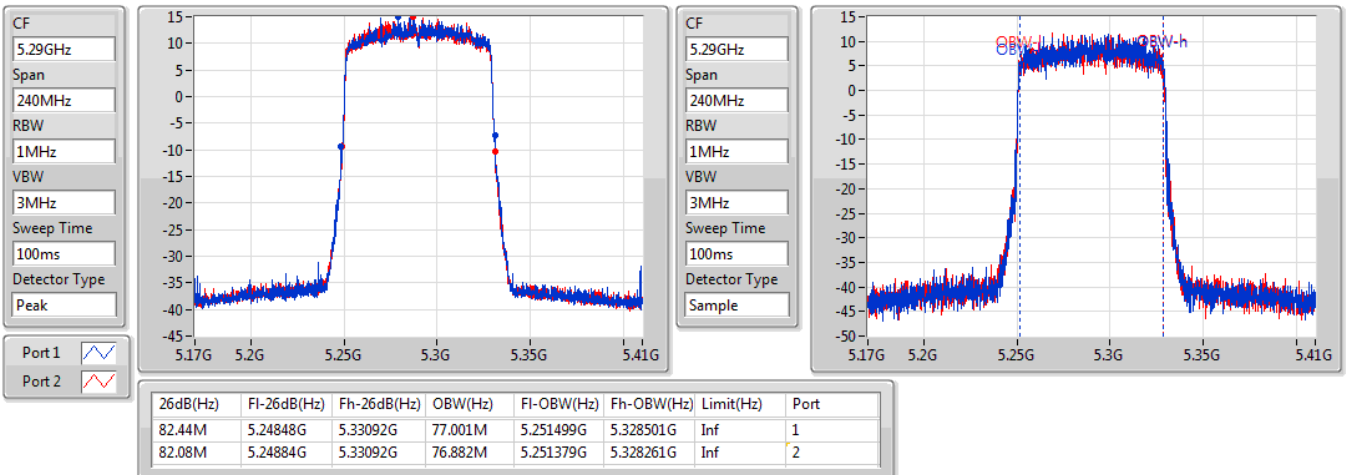 CF
5.29GHz
Span
240MHz
RBW
1MHz
VBW
3MHz
Sweep Time
100ms
Detector Type
Peak
Port 1
Port 2
15-
10-
5-
0-
-5-
-10-
-15-
-20-
-25-
-30-
-35-
-40-
-45-
5.17G 5.2G 5.25G 5.3G 5.35G 5.41G
CF
5.29GHz
Span
240MHz
RBW
1MHz
VBW
3MHz
Sweep Time
100ms
Detector Type
Sample
15-
10-
5-
0-
-5-
-10-
-15-
-20-
-25-
-30-
-35-
-40-
-45-
-50-
OBW-h
5.17G 5.2G 5.25G 5.3G 5.35G 5.41G
26dB(Hz) Fl-26dB(Hz) Fh-26dB(Hz) OBW(Hz) Fl-OBW(Hz) Fh-OBW(Hz) Limit(Hz) Port
82.44M 5.24848G 5.33092G 77.001M 5.251499G 5.328501G Inf 1
82.08M 5.24884G 5.33092G 76.882M 5.251379G 5.328261G Inf 2